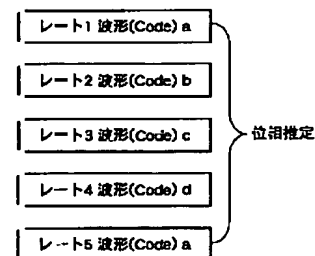 レート1 波形(Code) a
レート2 波形(Code) b
レート3 波形(Code) c
位相推定
レート4 波形(Code) d
レート5 波形(Code) a